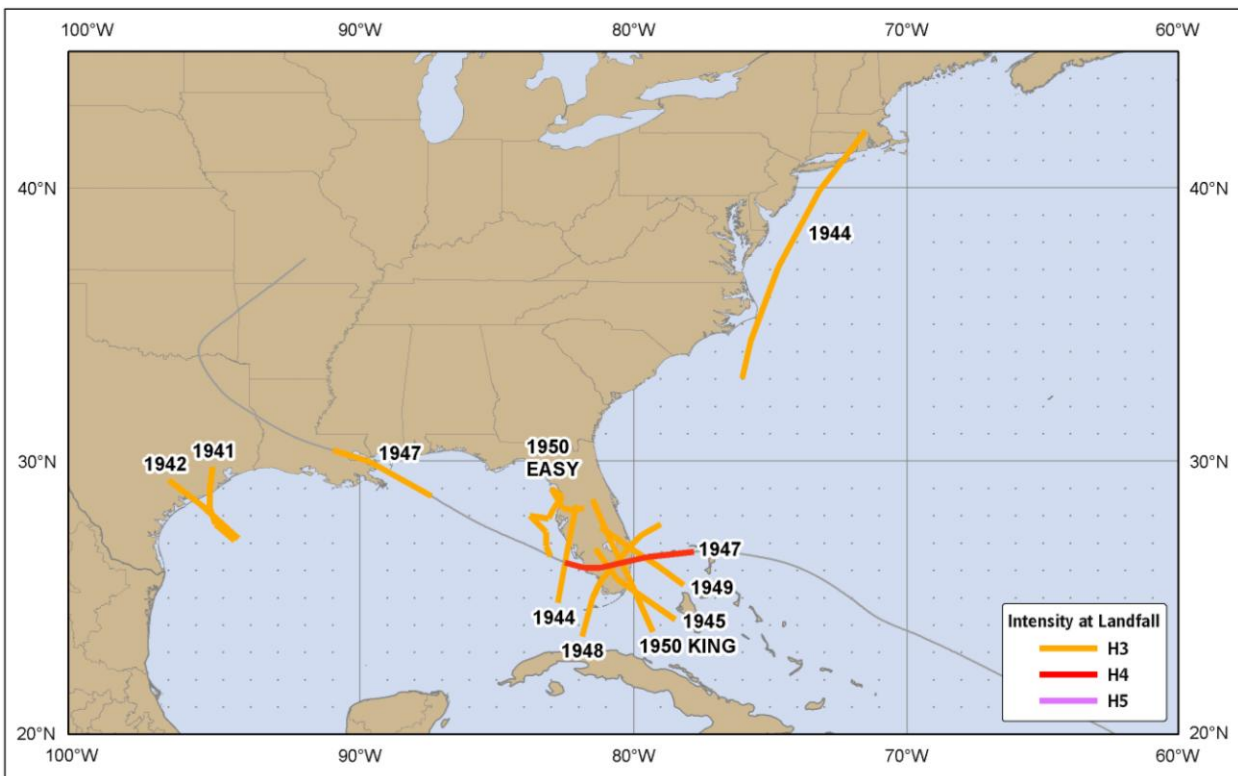 100°W 90°W 80°W 70°W 60°W
1944
40°N 40°N
1950
EASY
1941
1942
1947
30°N 30°N
1947
1949
1945
1944
1948
1950 KING
Intensity at Landfall
H3
H4
H5
20°N 20°N
100°W 90°W 80°W 70°W 60°W